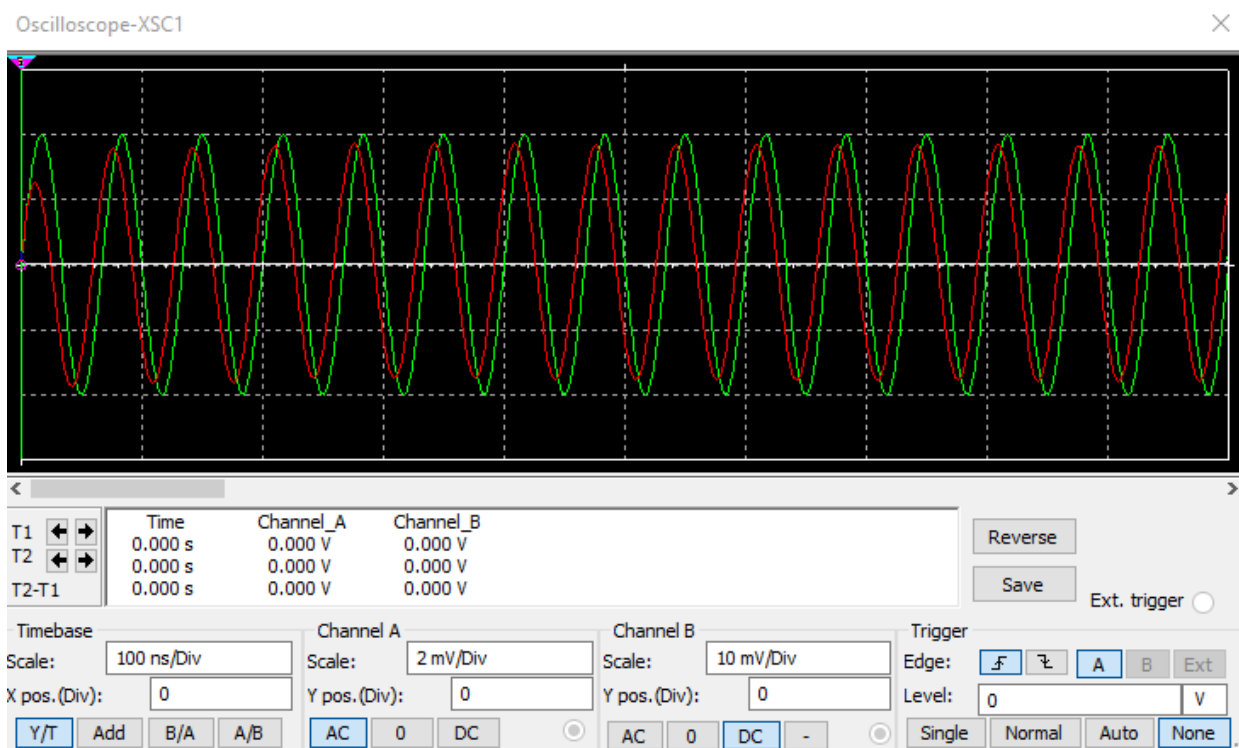 Oscilloscope-XSC1
T1
T2
T2-T1
Time Channel_A Channel_B
0.000 s 0.000 V 0.000 V
0.000 s 0.000 V 0.000 V
0.000 s 0.000 V 0.000 V
Reverse
Save
Ext. trigger
Timebase
Scale: 100 ns/Div
X pos.(Div): 0
Y/T Add B/A A/B
Channel A
Scale: 2 mV/Div
Y pos.(Div): 0
AC 0 DC
Channel B
Scale: 10 mV/Div
Y pos.(Div): 0
AC 0 DC -
Trigger
Edge: A B Ext
Level: 0 V
Single Normal Auto None